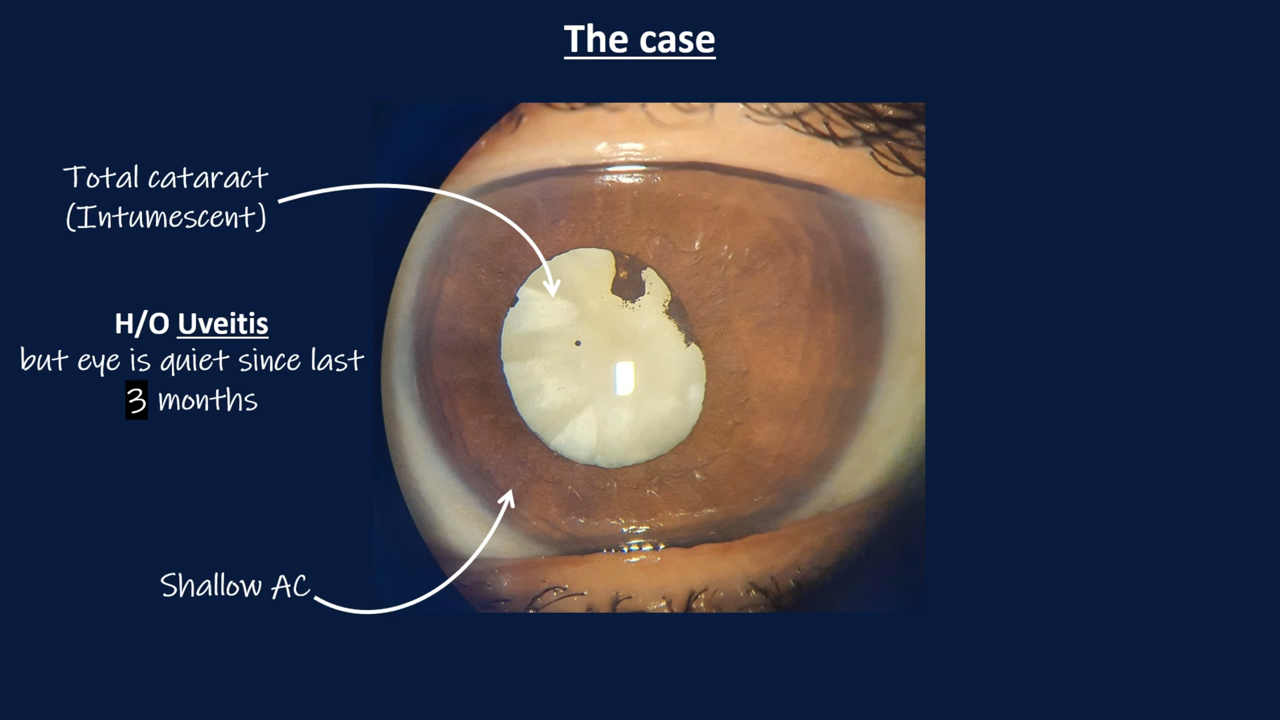 The case
Total cataract
(Intumescent)
H/O Uveitis
but eye is quiet since last
3 months
Shallow AC